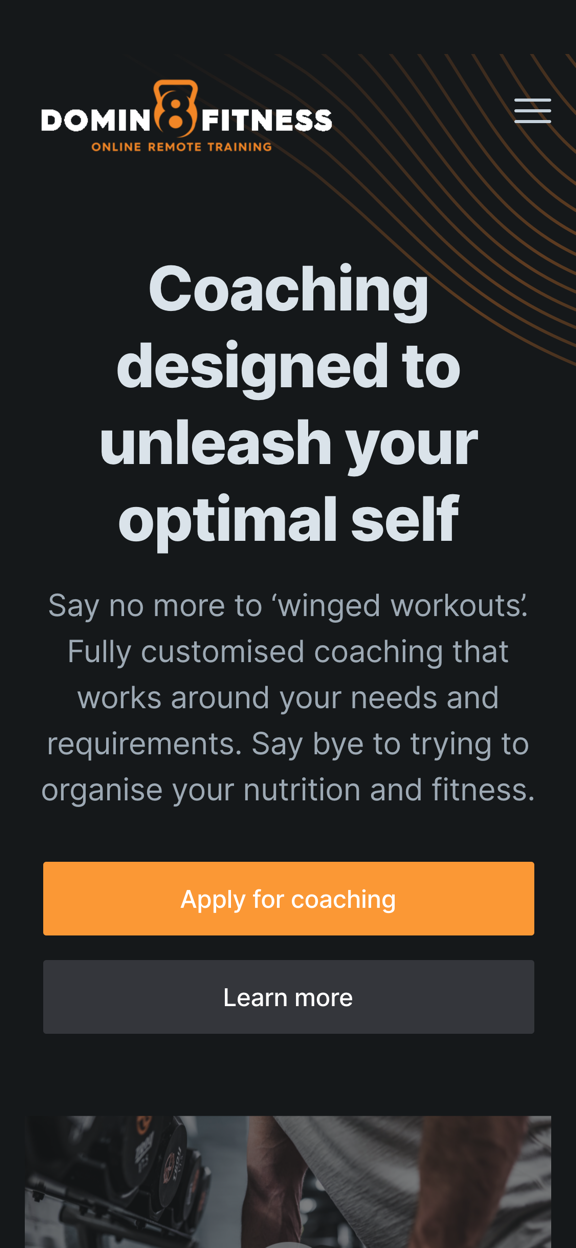 DOMIN8FITNESS
ONLINE REMOTE TRAINING
Coaching
designed to
unleash your
optimal self
Say no more to ‘winged workouts’.
Fully customised coaching that
works around your needs and
requirements. Say bye to trying to
organise your nutrition and fitness.
Apply for coaching
Learn more